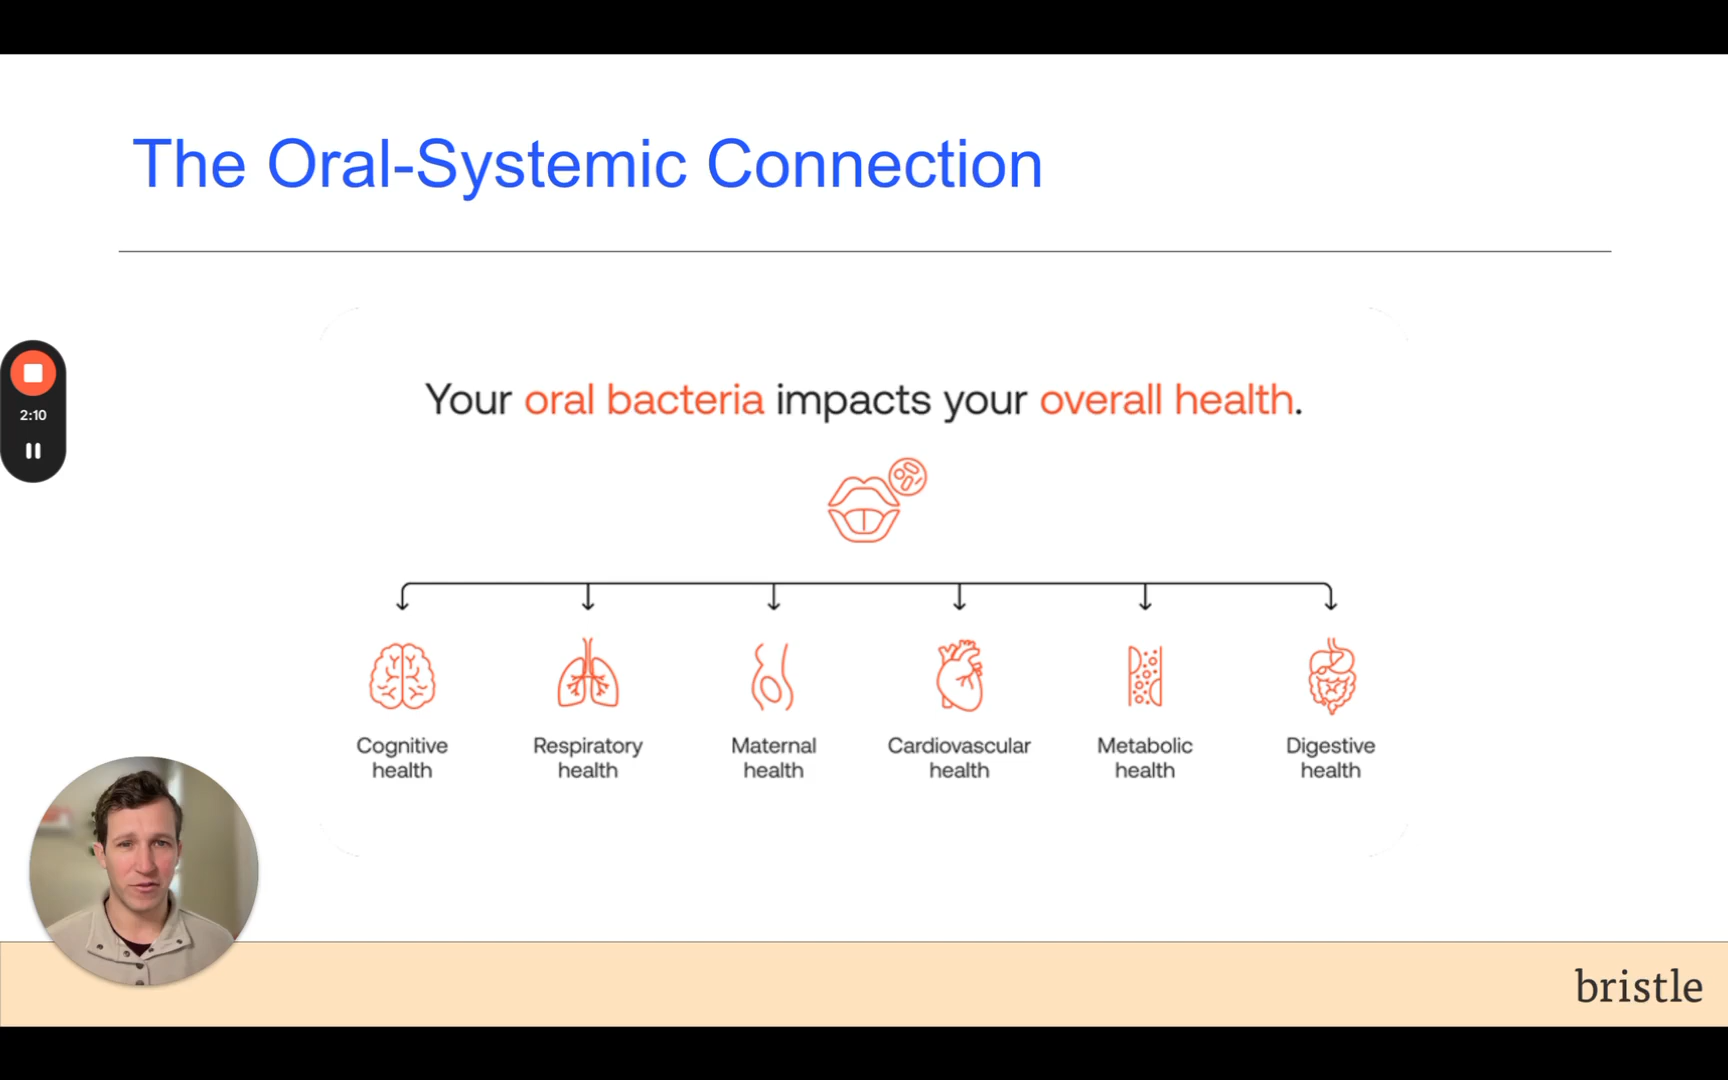 The Oral-Systemic Connection
Your oral bacteria impacts your overall health.
2:10
Cognitive
health
Respiratory
health
Maternal
health
Cardiovascular
health
Metabolic
health
Digestive
health
bristle